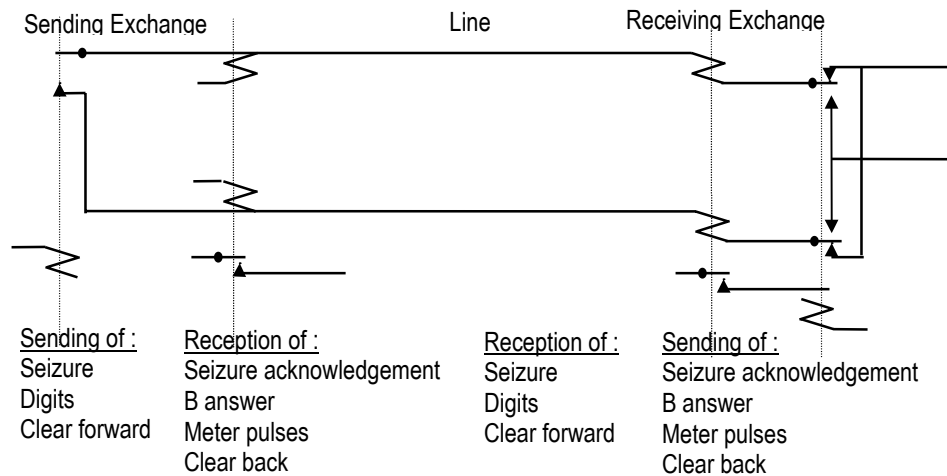 Sending Exchange
Line
Receiving Exchange
Sending of :
Seizure
Digits
Clear forward
Reception of :
Seizure acknowledgement
B answer
Meter pulses
Clear back
Reception of :
Seizure
Digits
Clear forward
Sending of :
Seizure acknowledgement
B answer
Meter pulses
Clear back